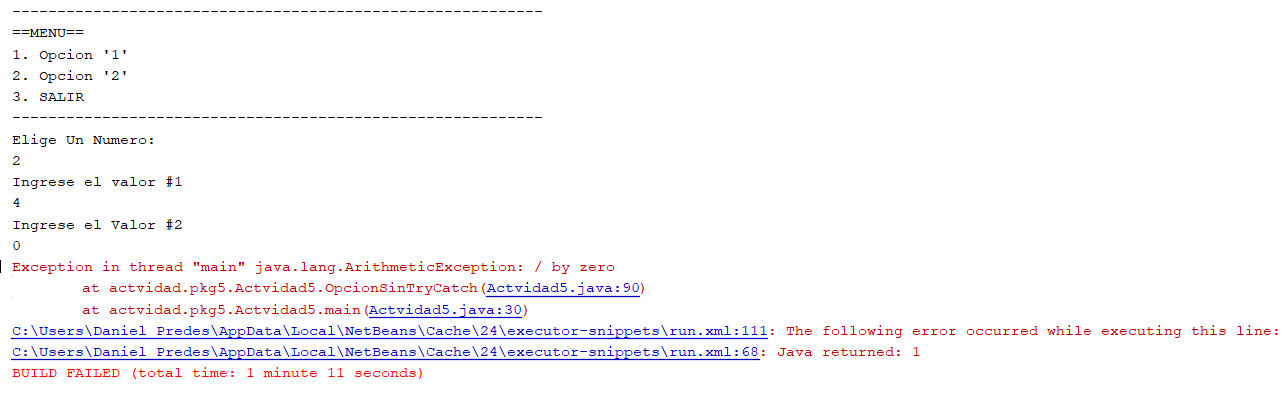 -----------------------------------------------------------
==MENU==
1. Opcion '1'
2. Opcion '2'
3. SALIR
-----------------------------------------------------------
Elige Un Numero:
2
Ingrese el valor #1
4
Ingrese el Valor #2
0
Exception in thread "main" java.lang.ArithmeticException: / by zero
at actvidad.pkg5.Actvidad5.OpcionSinTryCatch(Actvidad5.java:90)
at actvidad.pkg5.Actvidad5.main(Actvidad5.java:30)
C:\Users\Daniel Predes\AppData\Local\NetBeans\Cache\24\executor-snippets\run.xml:111: The following error occurred while executing this line:
C:\Users\Daniel Predes\AppData\Local\NetBeans\Cache\24\executor-snippets\run.xml:68: Java returned: 1
BUILD FAILED (total time: 1 minute 11 seconds)